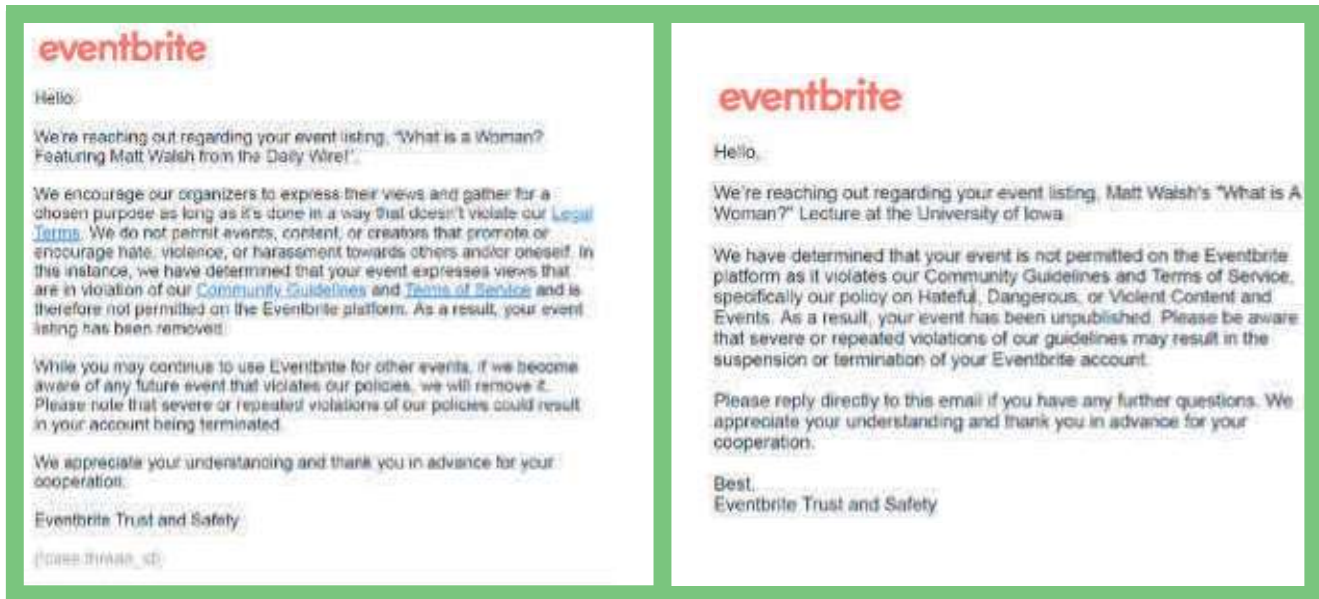 eventbrite
Hello,
We're reaching out regarding your event listing, "What is a Woman?
Featuring Matt Walsh from the Daily Wire!".
We encourage our organizers to express their views and gather for a
chosen purpose as long as it's done in a way that doesn't violate our Legal
Terms. We do not permit events, content, or creators that promote or
encourage hate, violence, or harassment towards others and/or oneself. In
this instance, we have determined that your event expresses views that
are in violation of our Community Guidelines and Terms of Service and is
therefore not permitted on the Eventbrite platform. As a result, your event
listing has been removed.
While you may continue to use Eventbrite for other events, if we become
aware of any future event that violates our policies, we will remove it.
Please note that severe or repeated violations of our policies could result
in your account being terminated.
We appreciate your understanding and thank you in advance for your
cooperation.
Eventbrite Trust and Safety
eventbrite
Hello,
We're reaching out regarding your event listing, Matt Walsh's "What is A
Woman?" Lecture at the University of Iowa
We have determined that your event is not permitted on the Eventbrite
platform as it violates our Community Guidelines and Terms of Service,
specifically our policy on Hateful, Dangerous, or Violent Content and
Events. As a result, your event has been unpublished. Please be aware
that severe or repeated violations of our guidelines may result in the
suspension or termination of your Eventbrite account.
Please reply directly to this email if you have any further questions. We
appreciate your understanding and thank you in advance for your
cooperation.
Best,
Eventbrite Trust and Safety